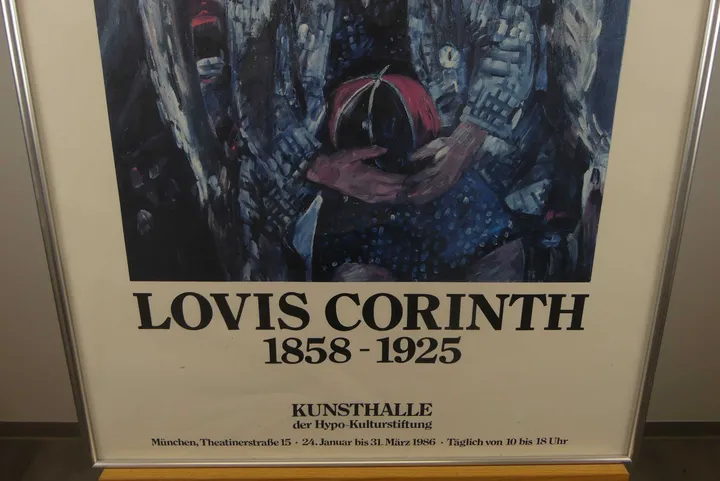 LOVIS CORINTH
1858 - 1925
KUNSTHALLE
der Hypo-Kulturstiftung
München, Theatinerstraße 15 · 24. Januar bis 31. März 1986 · Täglich von 10 bis 18 Uhr